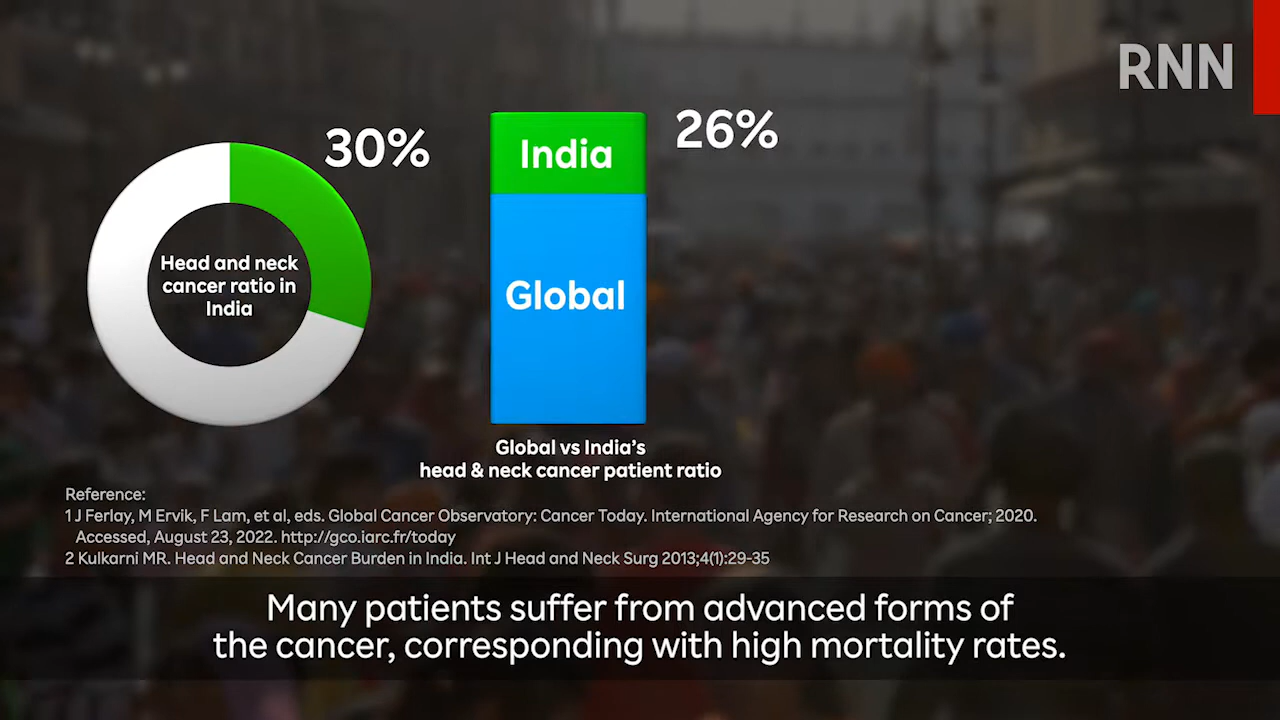 RNN
30%
26%
India
Global
Head and neck
cancer ratio in
India
Global vs India's
head & neck cancer patient ratio
Reference:
1 J Ferlay, M Ervik, F Lam, et al, eds. Global Cancer Observatory: Cancer Today. International Agency for Research on Cancer; 2020.
Accessed, August 23, 2022. http://gco.iarc.fr/today
2 Kulkarni MR. Head and Neck Cancer Burden in India. Int J Head and Neck Surg 2013;4(1):29-35
Many patients suffer from advanced forms of
the cancer, corresponding with high mortality rates.